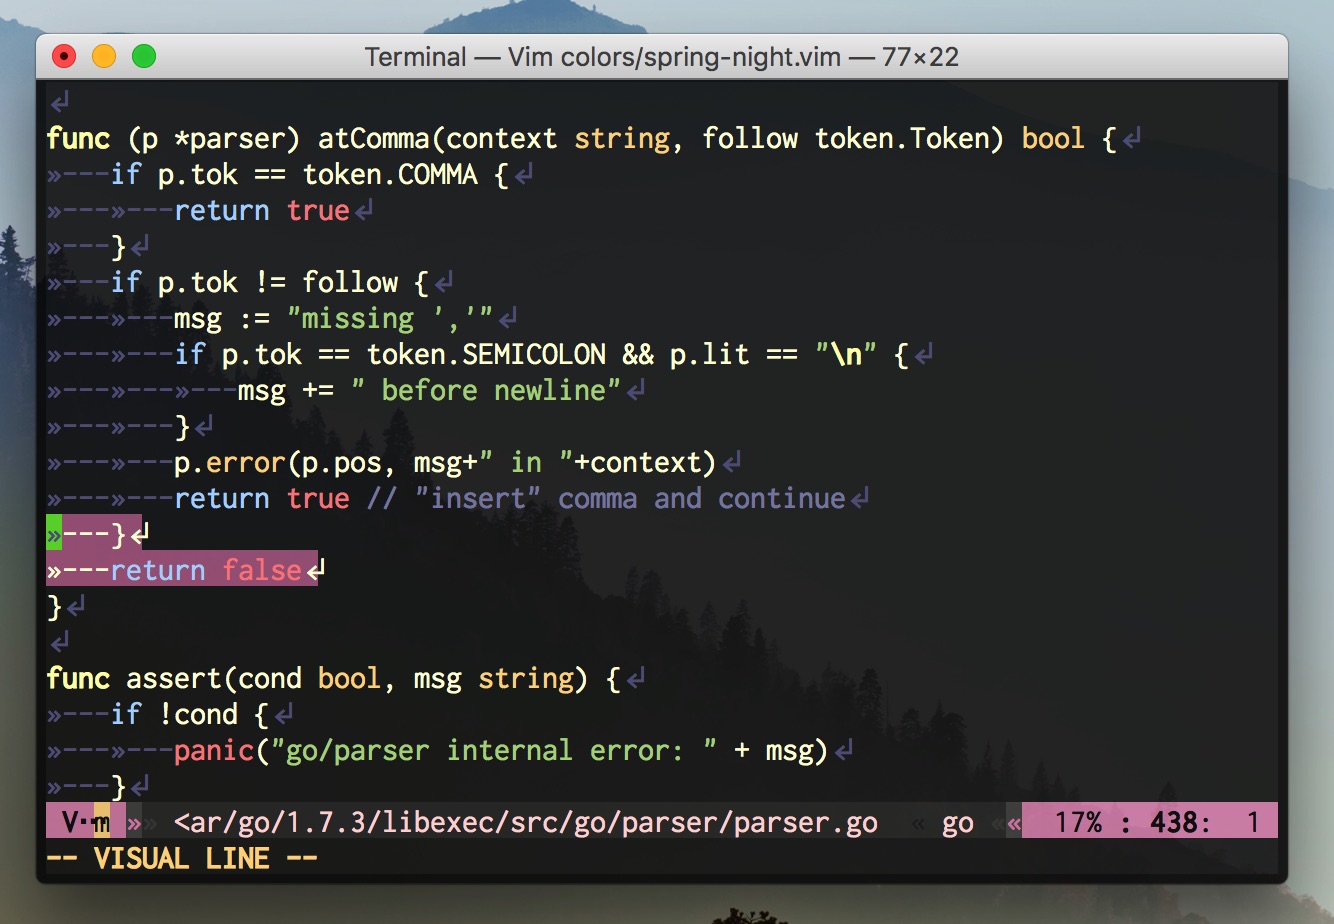 Terminal — Vim colors/spring-night.vim — 77×22
↲
func (p *parser) atComma(context string, follow token.Token) bool {↲
»---if p.tok == token.COMMA {↲
»---»---return true↲
»---}↲
»---if p.tok != follow {↲
»---»---msg := "missing ','"↲
»---»---if p.tok == token.SEMICOLON && p.lit == "\n" {↲
»---»---»---msg += " before newline"↲
»---»---}↲
»---»---p.error(p.pos, msg+" in "+context)↲
»---»---return true // "insert" comma and continue↲
»---}↲
»---return false↲
}↲
↲
func assert(cond bool, msg string) {↲
»---if !cond {↲
»---»---panic("go/parser internal error: " + msg)↲
»---}↲
V·m »» <ar/go/1.7.3/libexec/src/go/parser/parser.go « go «« 17% : 438: 1
-- VISUAL LINE --